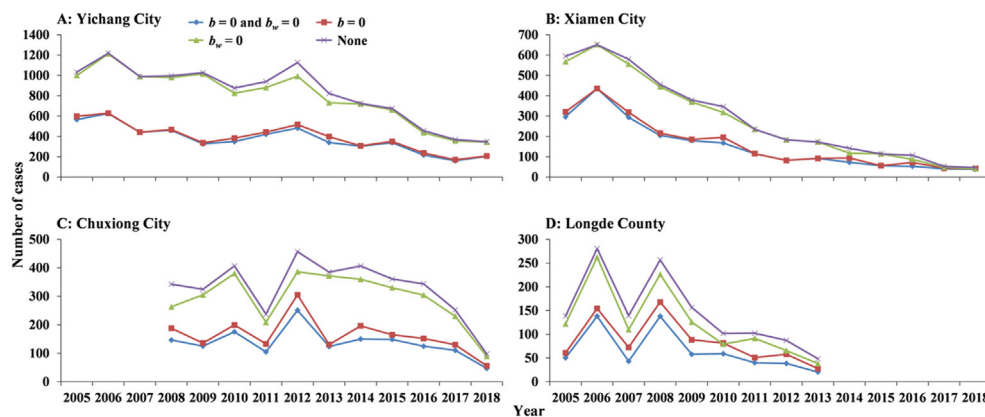 A: Yichang City
b = 0 and b_w = 0
b = 0
b_w = 0
None
1400
1200
1000
800
600
400
200
0
2005 2006 2007 2008 2009 2010 2011 2012 2013 2014 2015 2016 2017 2018
B: Xiamen City
700
600
500
400
300
200
100
0
2005 2006 2007 2008 2009 2010 2011 2012 2013 2014 2015 2016 2017 2018
Number of cases
C: Chuxiong City
500
400
300
200
100
0
2005 2006 2007 2008 2009 2010 2011 2012 2013 2014 2015 2016 2017 2018
D: Longde County
300
250
200
150
100
50
0
2005 2006 2007 2008 2009 2010 2011 2012 2013 2014 2015 2016 2017 2018
Year